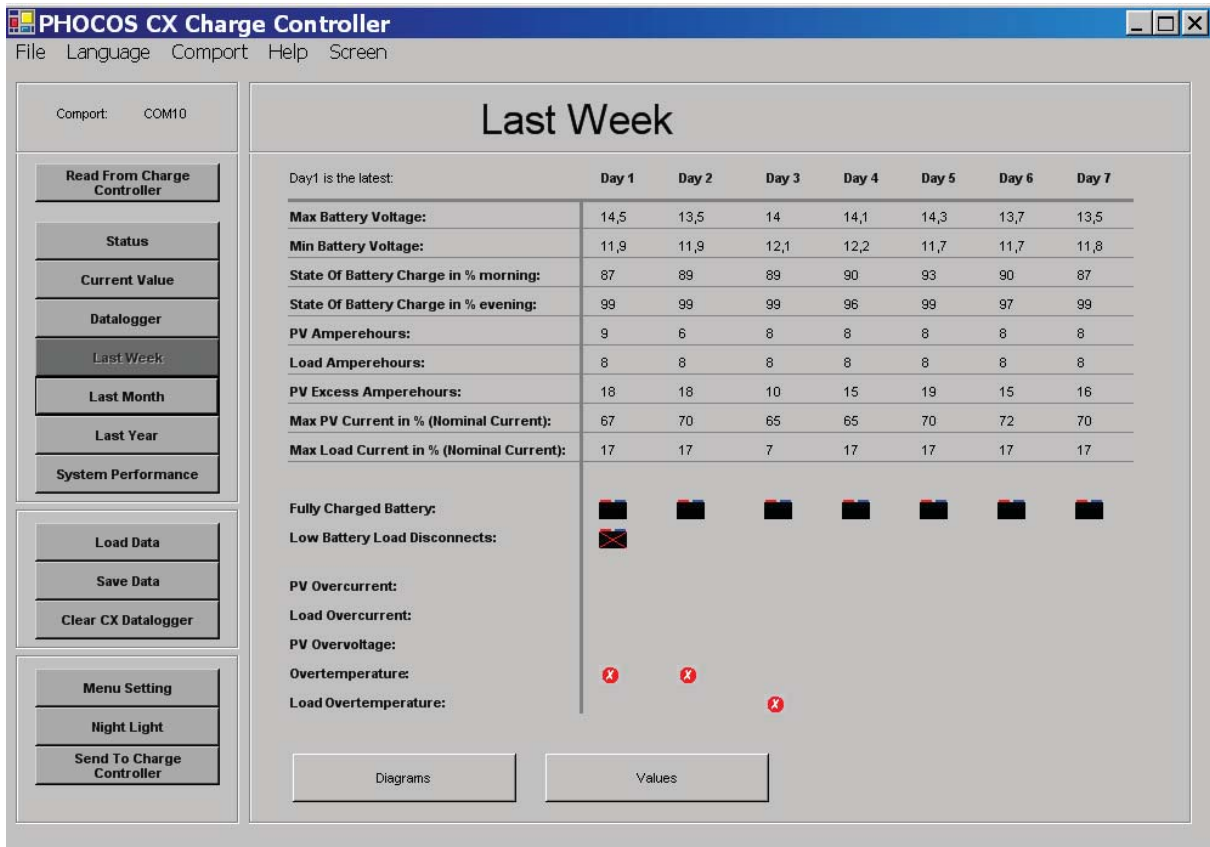 PHOCOS CX Charge Controller
File Language Comport Help Screen
Comport: COM10
Last Week
Read From Charge
Controller
Status
Current Value
Datalogger
Last Week
Last Month
Last Year
System Performance
Load Data
Save Data
Clear CX Datalogger
Menu Setting
Night Light
Send To Charge
Controller
Day1 is the latest: Day 1 Day 2 Day 3 Day 4 Day 5 Day 6 Day 7
Max Battery Voltage: 14,5 13,5 14 14,1 14,3 13,7 13,5
Min Battery Voltage: 11,9 11,9 12,1 12,2 11,7 11,7 11,8
State Of Battery Charge in % morning: 87 89 89 90 93 90 87
State Of Battery Charge in % evening: 99 99 99 96 99 97 99
PV Amperehours: 9 6 8 8 8 8 8
Load Amperehours: 8 8 8 8 8 8 8
PV Excess Amperehours: 18 18 10 15 19 15 16
Max PV Current in % (Nominal Current): 67 70 65 65 70 72 70
Max Load Current in % (Nominal Current): 17 17 7 17 17 17 17
Fully Charged Battery:
Low Battery Load Disconnects:
PV Overcurrent:
Load Overcurrent:
PV Overvoltage:
Overtemperature:
Load Overtemperature:
Diagrams Values